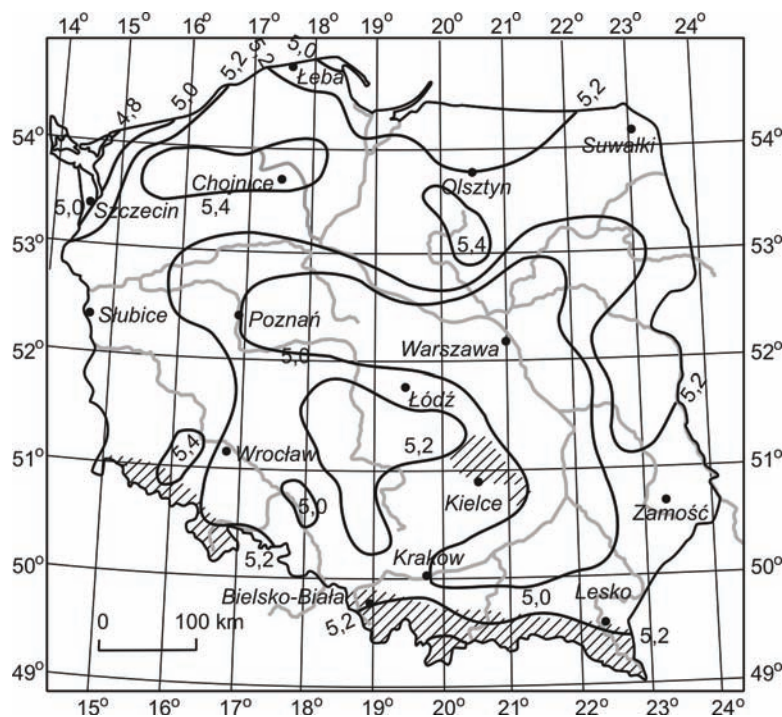 14° 15° 16° 17° 18° 19° 20° 21° 22° 23° 24°
4,8
5,0
5,2
5,2
5,0
Łeba
5,2
54° 54°
Suwałki
Chojnice
5,4
Olsztyn
5,0
Szczecin
5,4
53° 53°
Słubice
Poznań
5,0
Warszawa
52° 52°
Łódź
5,2
5,4
Wrocław
5,2
51° 51°
5,0
Kielce
Zamość
5,2
Kraków
50° 50°
Bielsko-Biała
5,0
Lesko
5,2
5,2
0 100 km
49° 49°
15° 16° 17° 18° 19° 20° 21° 22° 23°